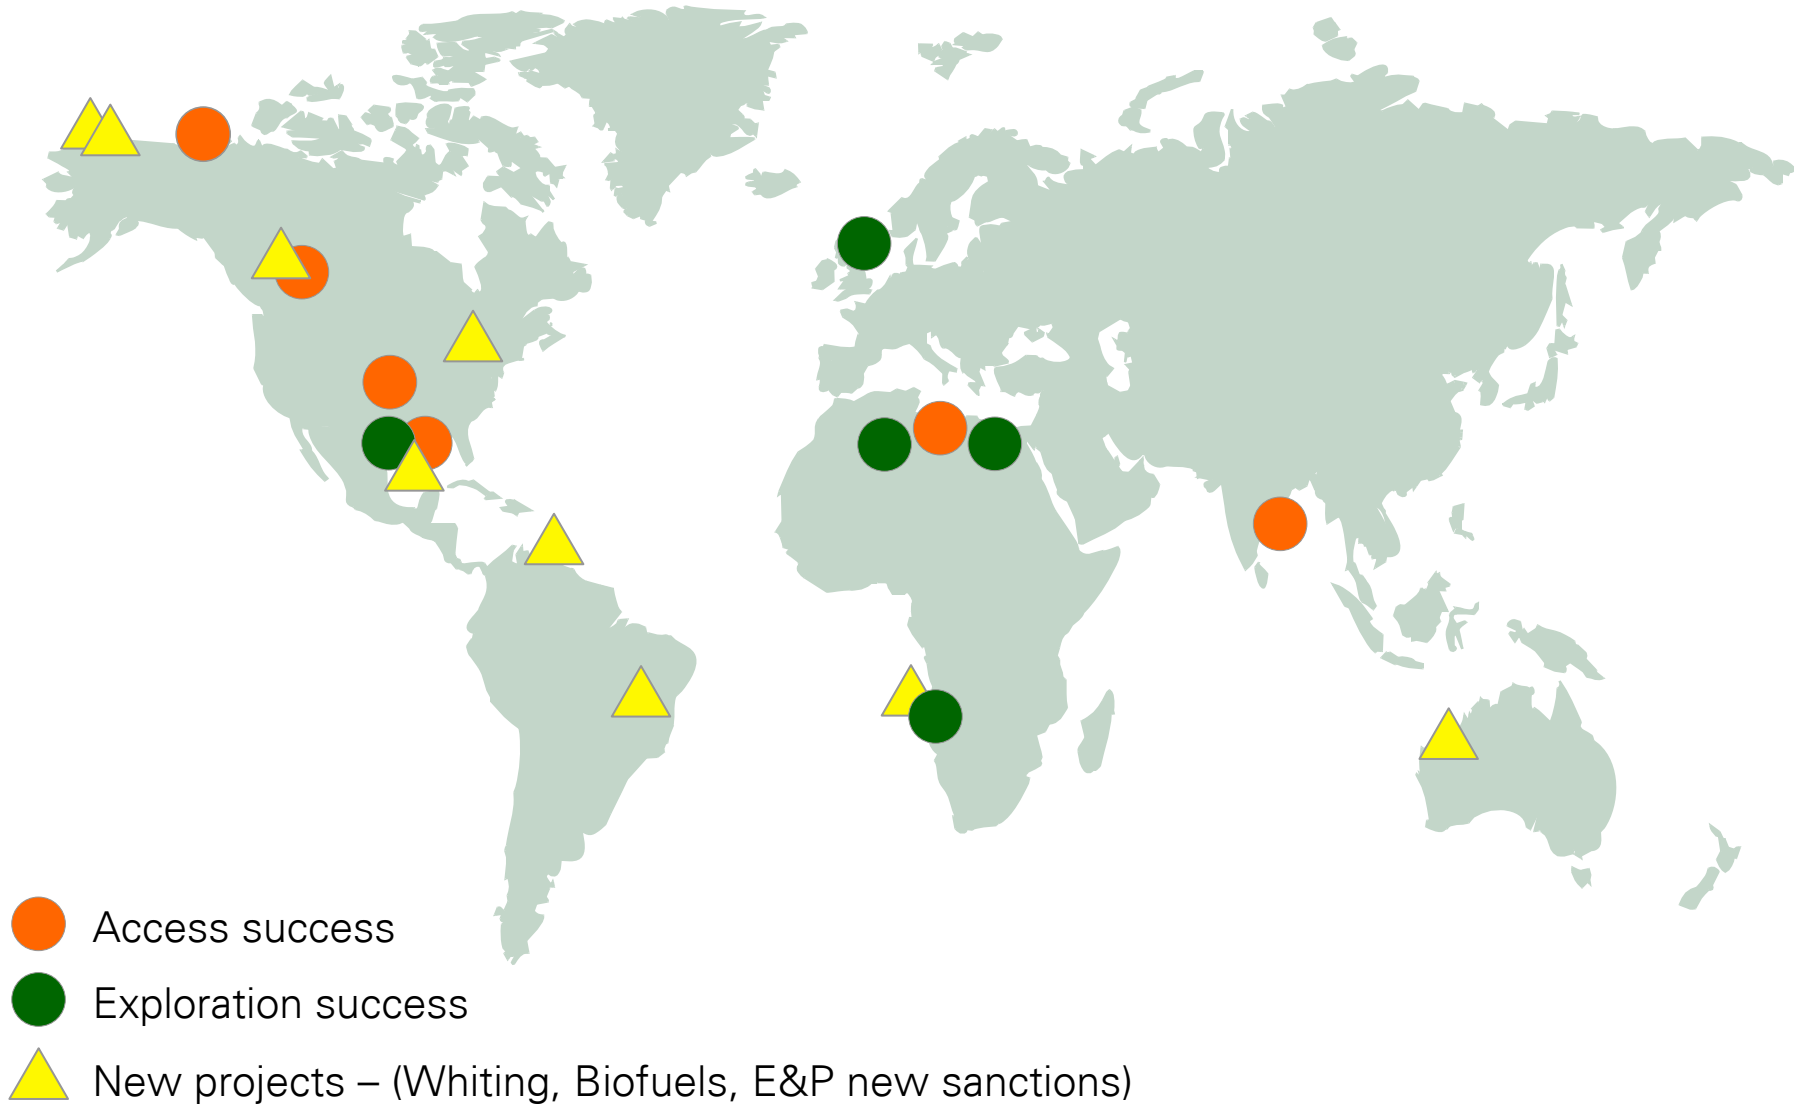 Access success
Exploration success
New projects – (Whiting, Biofuels, E&P new sanctions)